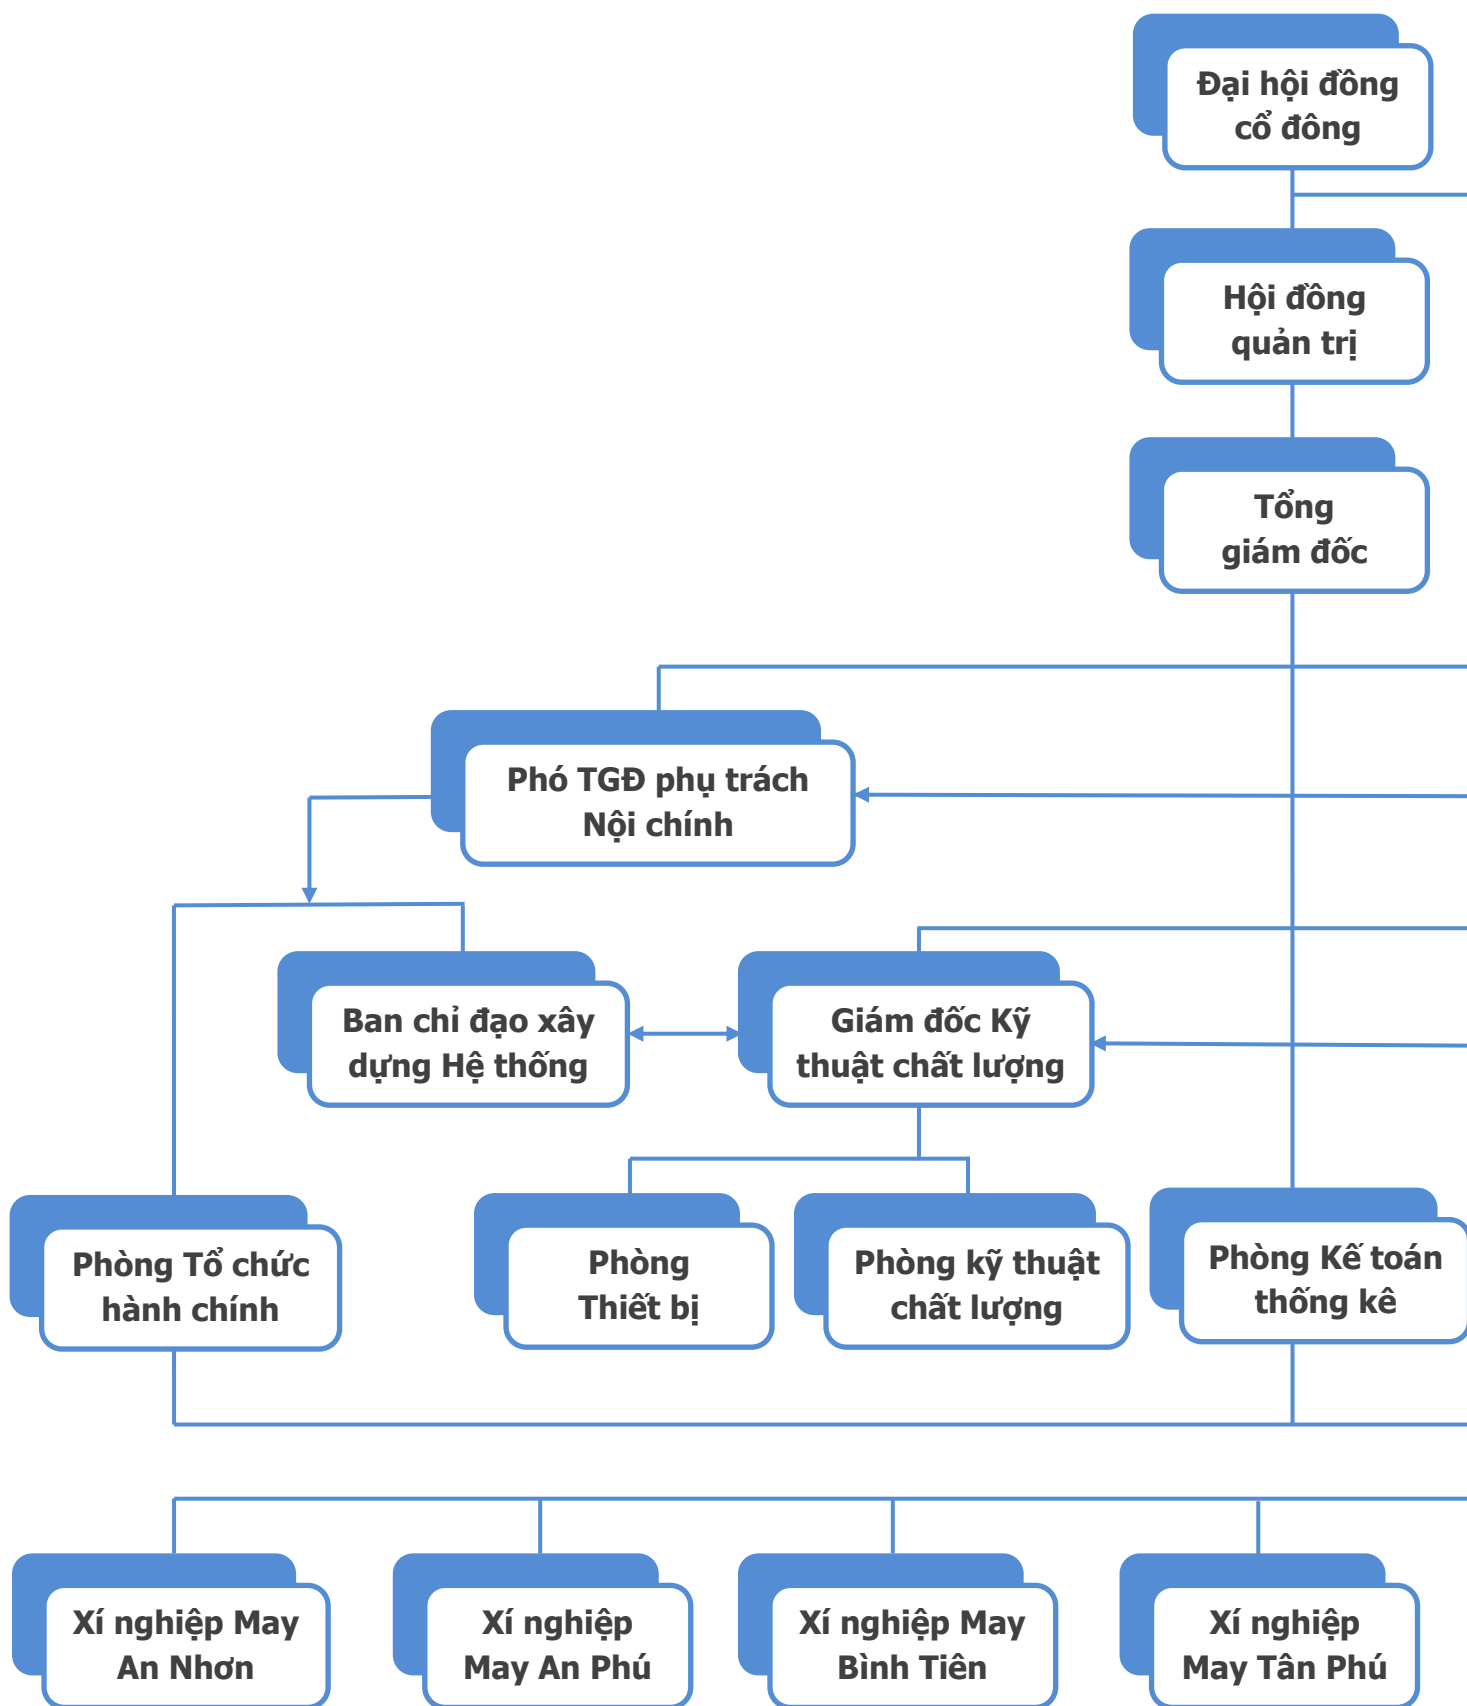 Đại hội đồng
cổ đông
Hội đồng
quản trị
Tổng
giám đốc
Phó TGĐ phụ trách
Nội chính
Ban chỉ đạo xây
dựng Hệ thống
Giám đốc Kỹ
thuật chất lượng
Phòng Tổ chức
hành chính
Phòng
Thiết bị
Phòng kỹ thuật
chất lượng
Phòng Kế toán
thống kê
Xí nghiệp May
An Nhơn
Xí nghiệp
May An Phú
Xí nghiệp May
Bình Tiên
Xí nghiệp
May Tân Phú